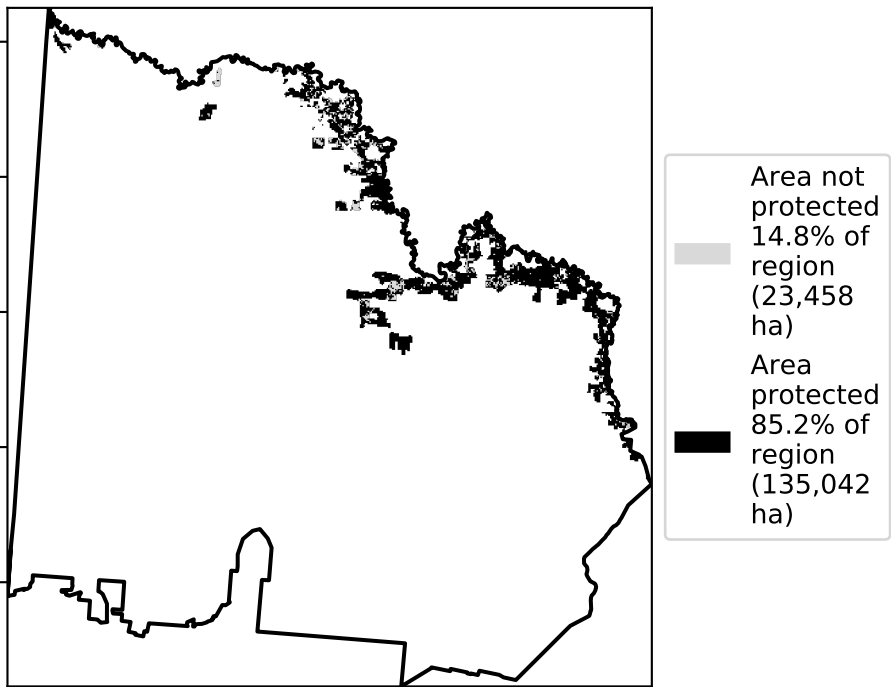 Area not
protected
14.8% of
region
(23,458
ha)
Area
protected
85.2% of
region
(135,042
ha)